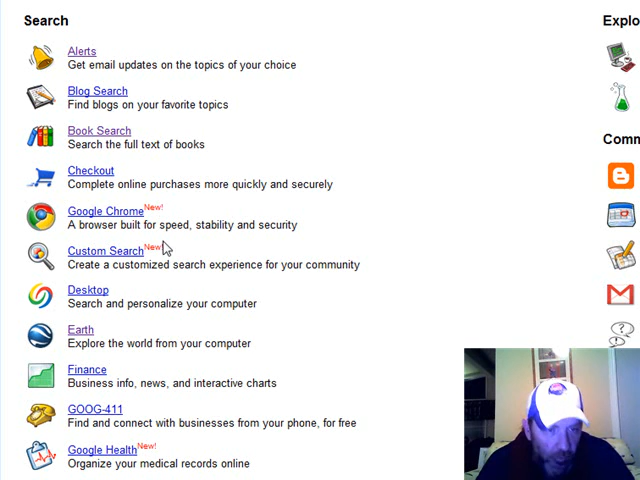 Search
Alerts
Get email updates on the topics of your choice
Blog Search
Find blogs on your favorite topics
Book Search
Search the full text of books
Checkout
Complete online purchases more quickly and securely
Google Chrome New!
A browser built for speed, stability and security
Custom Search New!
Create a customized search experience for your community
Desktop
Search and personalize your computer
Earth
Explore the world from your computer
Finance
Business info, news, and interactive charts
GOOG-411
Find and connect with businesses from your phone, for free
Google Health New!
Organize your medical records online
Explo
Comm